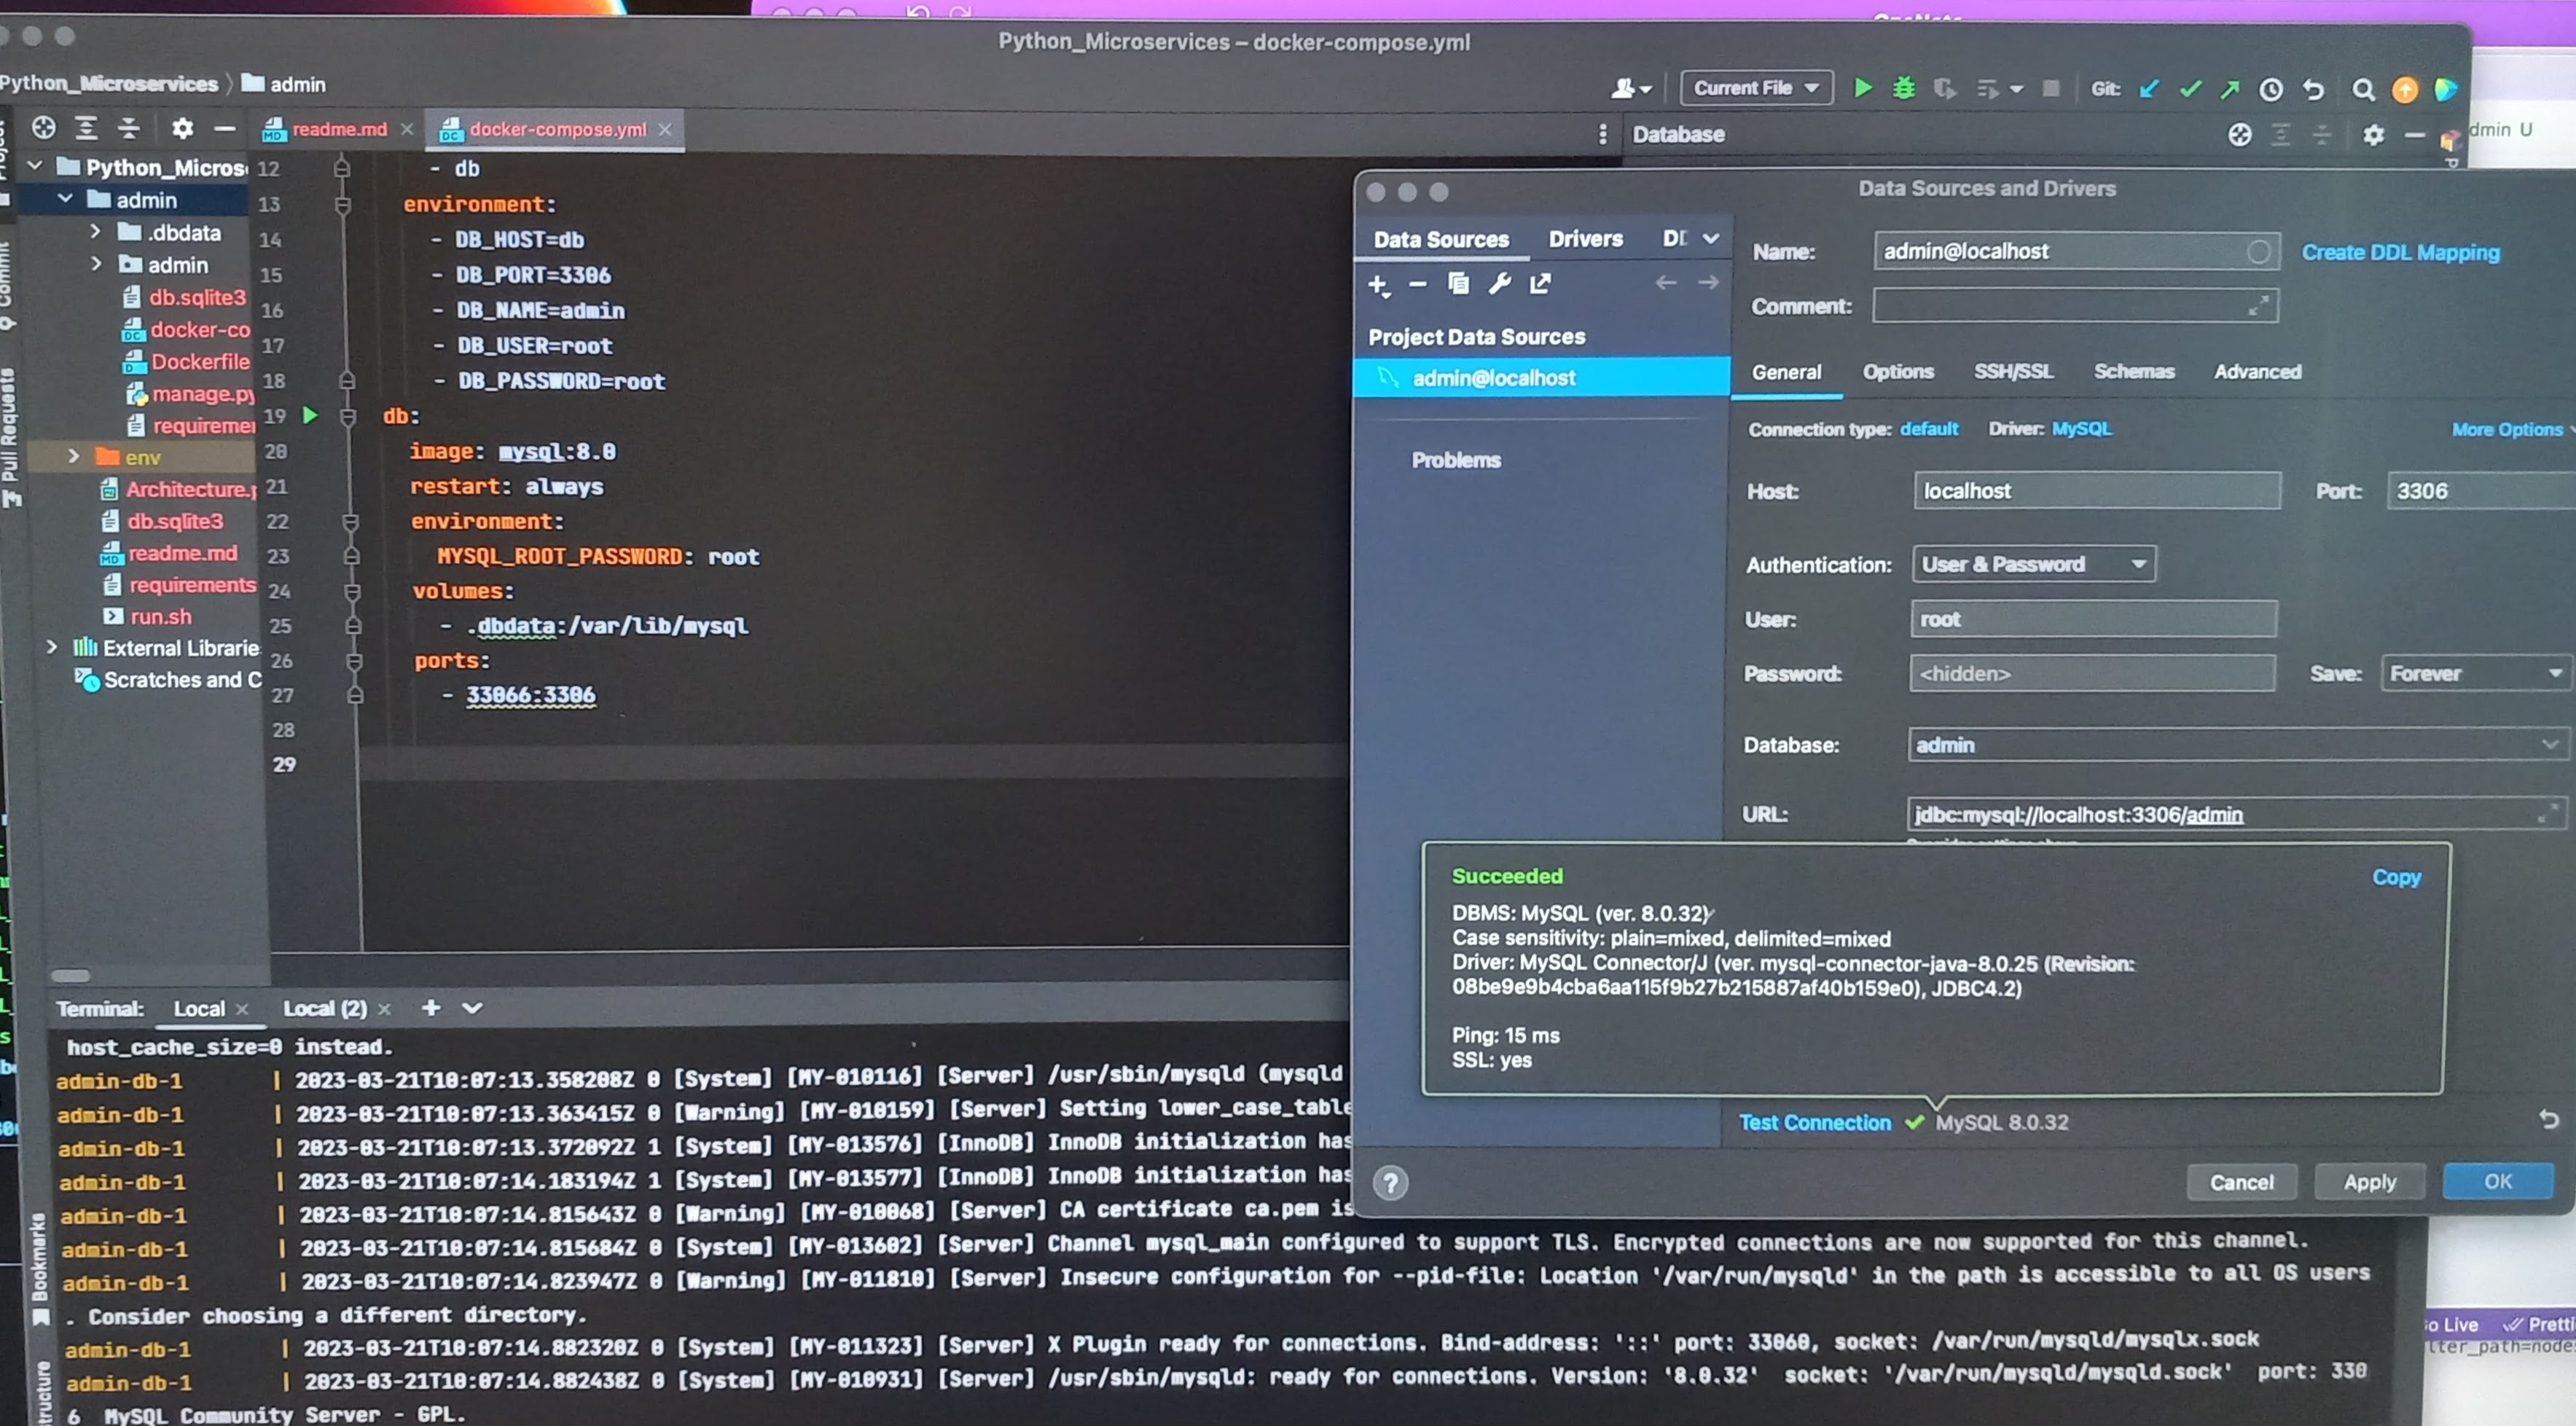 Python_Microservices – docker-compose.yml
Python_Microservices 〉 admin
Current File
Git:
readme.md
docker-compose.yml
Database
dmin U
Python_Micros
admin
.dbdata
admin
db.sqlite3
docker-co
Dockerfile
manage.py
requiremen
env
Architecture.p
db.sqlite3
readme.md
requirements
run.sh
External Librarie
Scratches and C
Commit
Pull Requests
Bookmarks
tructure
12 - db
13 environment:
14 - DB_HOST=db
15 - DB_PORT=3306
16 - DB_NAME=admin
17 - DB_USER=root
18 - DB_PASSWORD=root
19 db:
20 image: mysql:8.0
21 restart: always
22 environment:
23 MYSQL_ROOT_PASSWORD: root
24 volumes:
25 - .dbdata:/var/lib/mysql
26 ports:
27 - 33066:3306
28
29
Data Sources and Drivers
Data Sources Drivers
Project Data Sources
admin@localhost
Problems
Name: admin@localhost Create DDL Mapping
Comment:
General Options SSH/SSL Schemas Advanced
Connection type: default Driver: MySQL More Options
Host: localhost Port: 3306
Authentication: User & Password
User: root
Password: <hidden> Save: Forever
Database: admin
URL: jdbc:mysql://localhost:3306/admin
Succeeded Copy
DBMS: MySQL (ver. 8.0.32)
Case sensitivity: plain=mixed, delimited=mixed
Driver: MySQL Connector/J (ver. mysql-connector-java-8.0.25 (Revision:
08be9e9b4cba6aa115f9b27b215887af40b159e0), JDBC4.2)
Ping: 15 ms
SSL: yes
Test Connection MySQL 8.0.32
? Cancel Apply OK
Terminal: Local Local (2)
host_cache_size=0 instead.
admin-db-1 | 2023-03-21T10:07:13.358208Z 0 [System] [MY-010116] [Server] /usr/sbin/mysqld (mysqld
admin-db-1 | 2023-03-21T10:07:13.363415Z 0 [Warning] [MY-010159] [Server] Setting lower_case_table
admin-db-1 | 2023-03-21T10:07:13.372092Z 1 [System] [MY-013576] [InnoDB] InnoDB initialization has
admin-db-1 | 2023-03-21T10:07:14.183194Z 1 [System] [MY-013577] [InnoDB] InnoDB initialization has
admin-db-1 | 2023-03-21T10:07:14.815643Z 0 [Warning] [MY-010068] [Server] CA certificate ca.pem is
admin-db-1 | 2023-03-21T10:07:14.815684Z 0 [System] [MY-013602] [Server] Channel mysql_main configured to support TLS. Encrypted connections are now supported for this channel.
admin-db-1 | 2023-03-21T10:07:14.823947Z 0 [Warning] [MY-011810] [Server] Insecure configuration for --pid-file: Location '/var/run/mysqld' in the path is accessible to all OS users
. Consider choosing a different directory.
admin-db-1 | 2023-03-21T10:07:14.882320Z 0 [System] [MY-011323] [Server] X Plugin ready for connections. Bind-address: '::' port: 33060, socket: /var/run/mysqld/mysqlx.sock
admin-db-1 | 2023-03-21T10:07:14.882438Z 0 [System] [MY-010931] [Server] /usr/sbin/mysqld: ready for connections. Version: '8.0.32' socket: '/var/run/mysqld/mysqld.sock' port: 330
6 MySQL Community Server - GPL.
o Live Pretti
tter_path=node